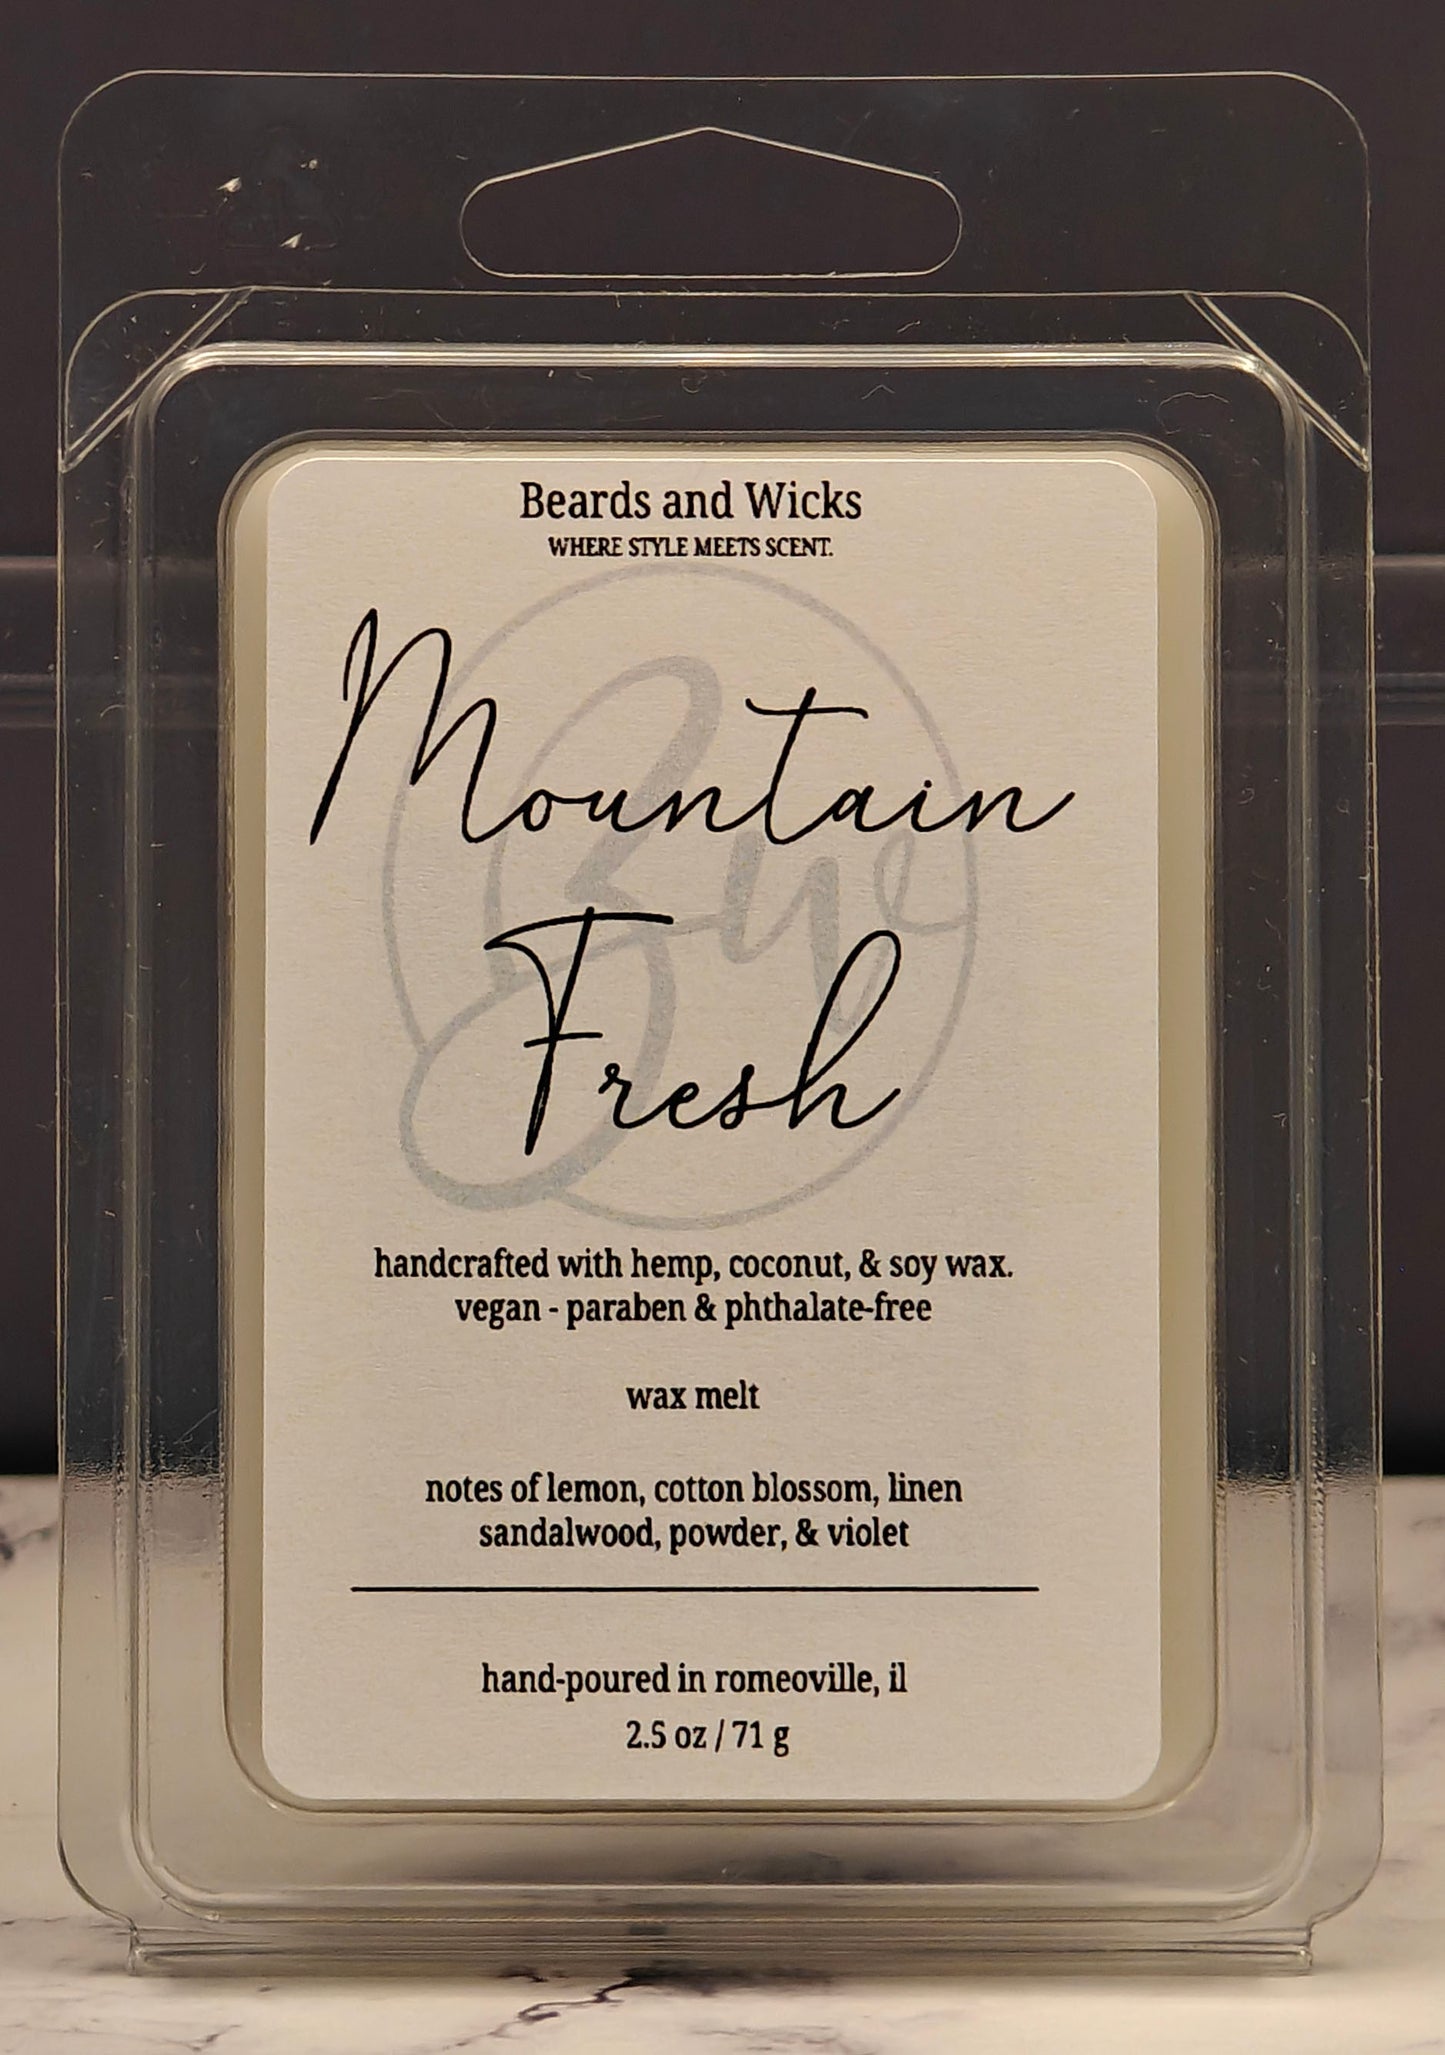 Beards and Wicks
WHERE STYLE MEETS SCENT.
Bw
Mountain
Fresh
handcrafted with hemp, coconut, & soy wax.
vegan - paraben & phthalate-free
wax melt
notes of lemon, cotton blossom, linen
sandalwood, powder, & violet
hand-poured in romeoville, il
2.5 oz / 71 g